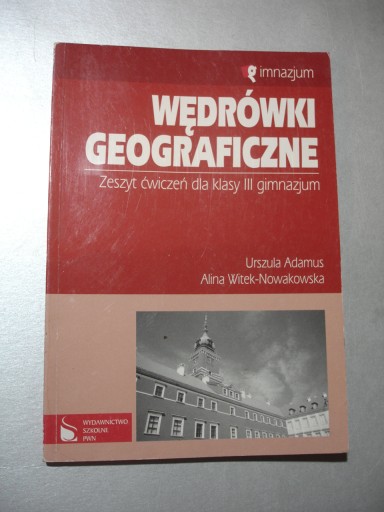 gimnazjum
WĘDRÓWKI
GEOGRAFICZNE
Zeszyt ćwiczeń dla klasy III gimnazjum
Urszula Adamus
Alina Witek-Nowakowska
WYDAWNICTWO
SZKOLNE
PWN